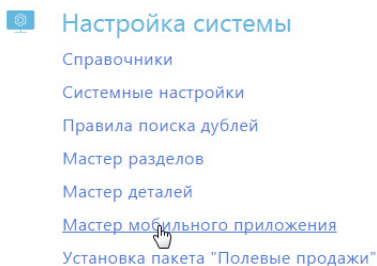 Настройка системы
Справочники
Системные настройки
Правила поиска дублей
Мастер разделов
Мастер деталей
Мастер мобильного приложения
Установка пакета "Полевые продажи"